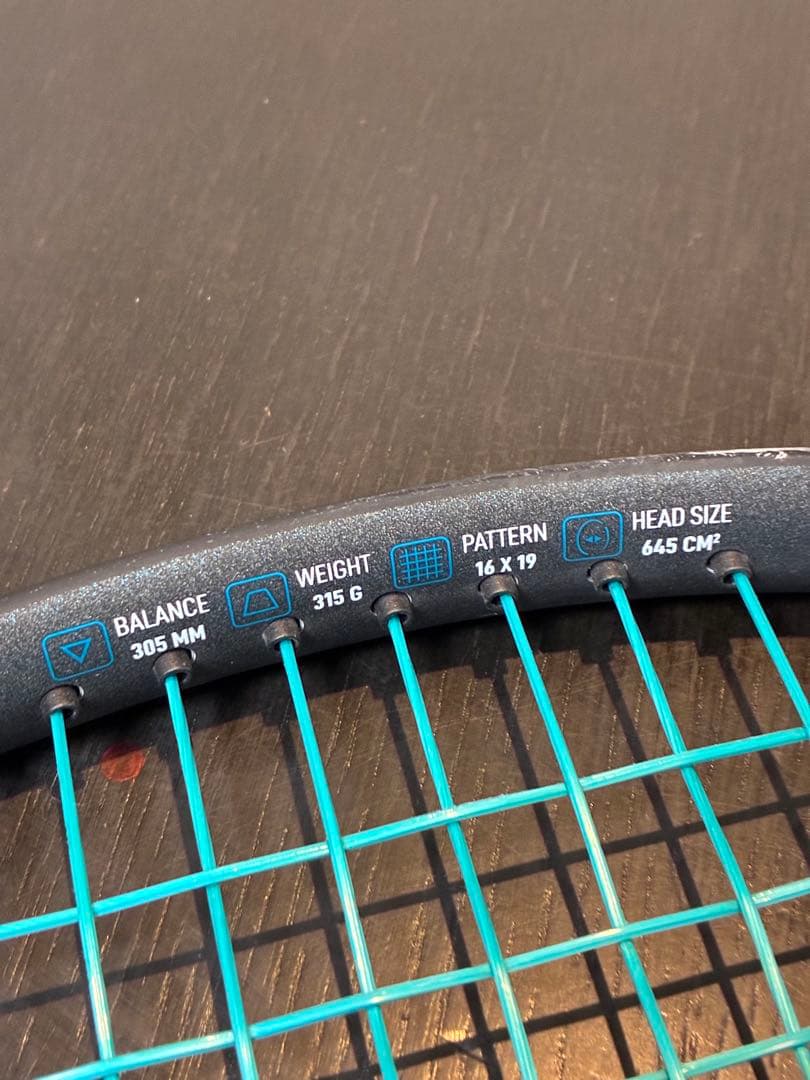 BALANCE
305 MM
WEIGHT
315 G
PATTERN
16 X 19
HEAD SIZE
645 CM²